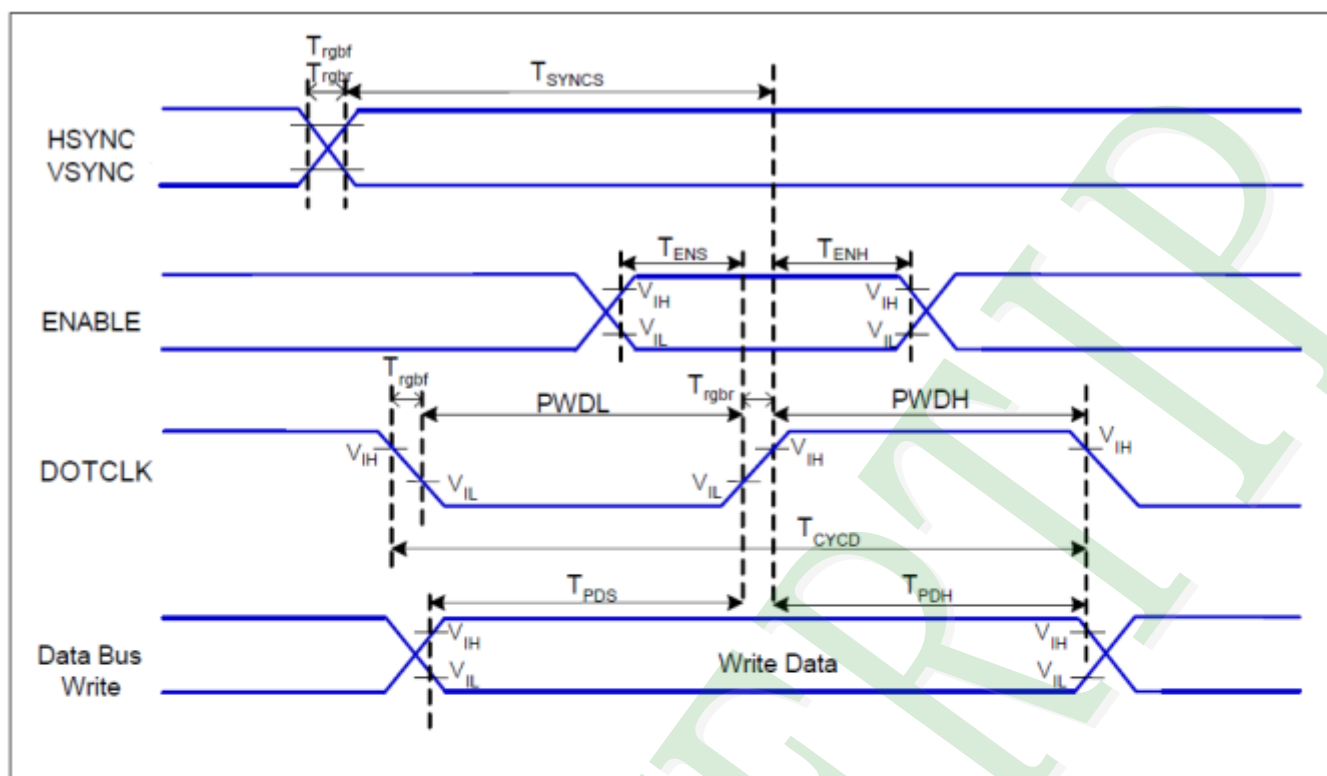 Trgbf
Trgbr
TSYNCS
HSYNC
VSYNC
TENS
TENH
VIH
VIH
ENABLE
VIL
VIL
Trgbf
Trgbr
PWDL
PWDH
VIH
VIH
VIH
DOTCLK
VIL
VIL
TCYCD
TPDS
TPDH
VIH
VIH
Data Bus
Write
Write Data
VIL
VIL